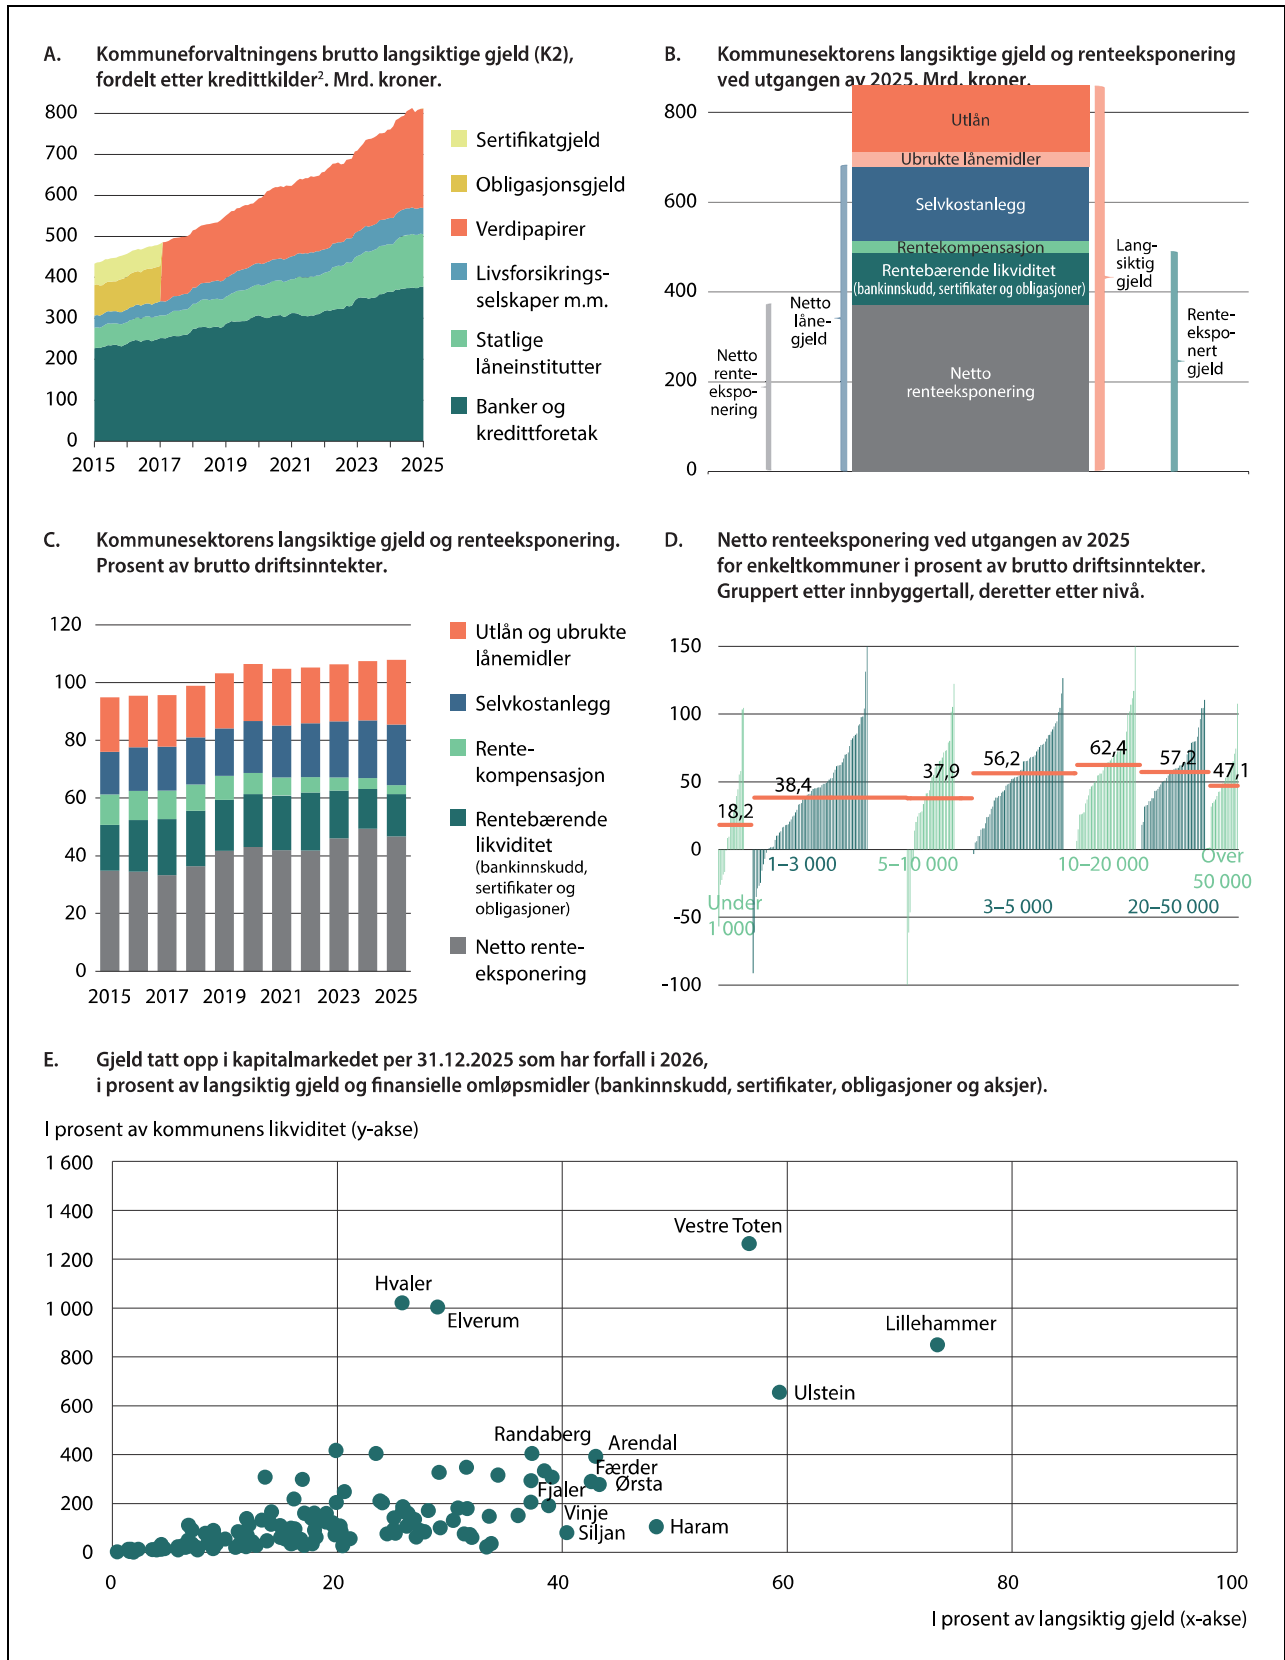 A. Kommuneforvaltningens brutto langsiktige gjeld (K2),
fordelt etter kredittkilder². Mrd. kroner.
800
700
600
500
400
300
200
100
0
2015
2017
2019
2021
2023
2025
Sertifikatgjeld
Obligasjonsgjeld
Verdipapirer
Livsforsikrings-
selskaper m.m.
Statlige
låneinstitutter
Banker og
kredittforetak
B. Kommunesektorens langsiktige gjeld og renteeksponering
ved utgangen av 2025. Mrd. kroner.
800
600
400
200
0
Utlån
Ubrukte lånemidler
Selvkostanlegg
Rentekompensasjon
Rentebærende likviditet
(bankinnskudd, sertifikater og obligasjoner)
Netto
renteeksponering
Netto
rente-
ekspo-
nering
Netto
låne-
gjeld
Lang-
siktig
gjeld
Rente-
ekspo-
nert
gjeld
C. Kommunesektorens langsiktige gjeld og renteeksponering.
Prosent av brutto driftsinntekter.
120
100
80
60
40
20
0
2015
2017
2019
2021
2023
2025
Utlån og ubrukte
lånemidler
Selvkostanlegg
Rente-
kompensasjon
Rentebærende
likviditet
(bankinnskudd,
sertifikater og
obligasjoner)
Netto rente-
eksponering
D. Netto renteeksponering ved utgangen av 2025
for enkeltkommuner i prosent av brutto driftsinntekter.
Gruppert etter innbyggertall, deretter etter nivå.
150
100
50
0
-50
-100
18,2
38,4
37,9
56,2
62,4
57,2
47,1
Under
1 000
1–3 000
5–10 000
3–5 000
10–20 000
20–50 000
Over
50 000
E. Gjeld tatt opp i kapitalmarkedet per 31.12.2025 som har forfall i 2026,
i prosent av langsiktig gjeld og finansielle omløpsmidler (bankinnskudd, sertifikater, obligasjoner og aksjer).
I prosent av kommunens likviditet (y-akse)
1 600
1 400
1 200
1 000
800
600
400
200
0
Vestre Toten
Hvaler
Elverum
Lillehammer
Ulstein
Randaberg
Arendal
Færder
Ørsta
Fjaler
Vinje
Siljan
Haram
0
20
40
60
80
100
I prosent av langsiktig gjeld (x-akse)